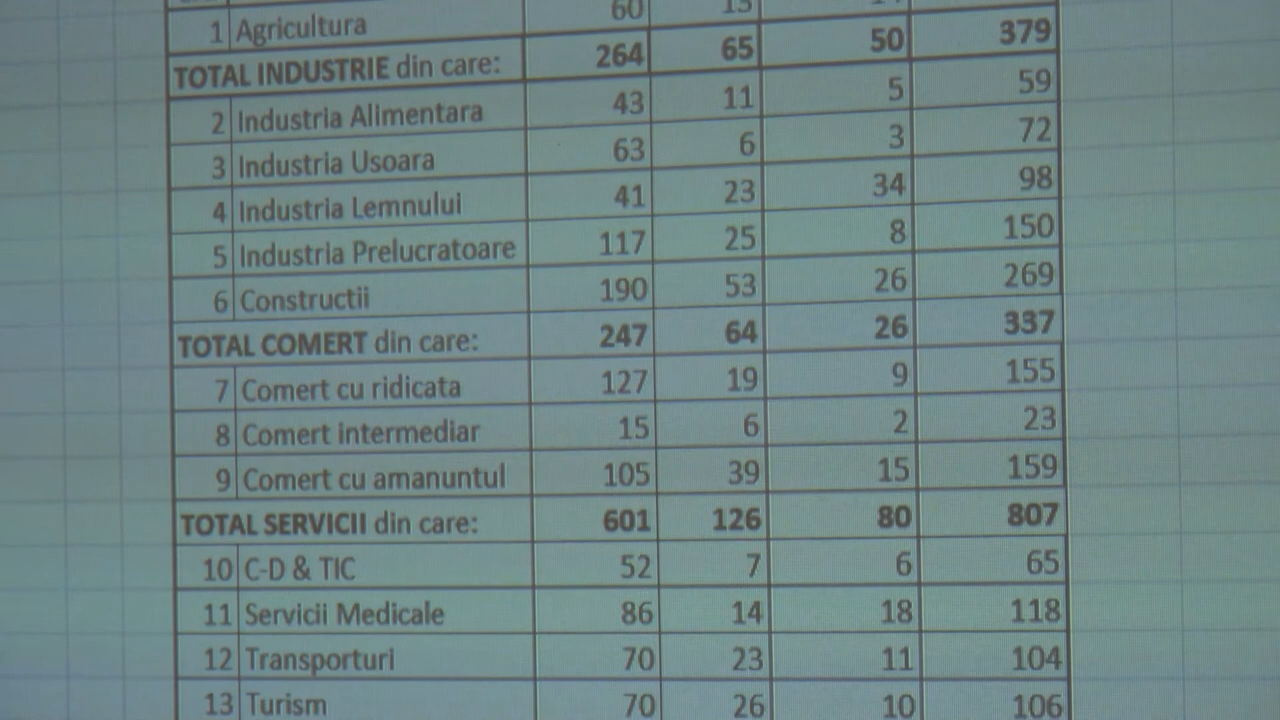 1 Agricultura 60 15
TOTAL INDUSTRIE din care: 264 65 50 379
2 Industria Alimentara 43 11 5 59
3 Industria Usoara 63 6 3 72
4 Industria Lemnului 41 23 34 98
5 Industria Prelucratoare 117 25 8 150
6 Constructii 190 53 26 269
TOTAL COMERT din care: 247 64 26 337
7 Comert cu ridicata 127 19 9 155
8 Comert intermediar 15 6 2 23
9 Comert cu amanuntul 105 39 15 159
TOTAL SERVICII din care: 601 126 80 807
10 C-D & TIC 52 7 6 65
11 Servicii Medicale 86 14 18 118
12 Transporturi 70 23 11 104
13 Turism 70 26 10 106